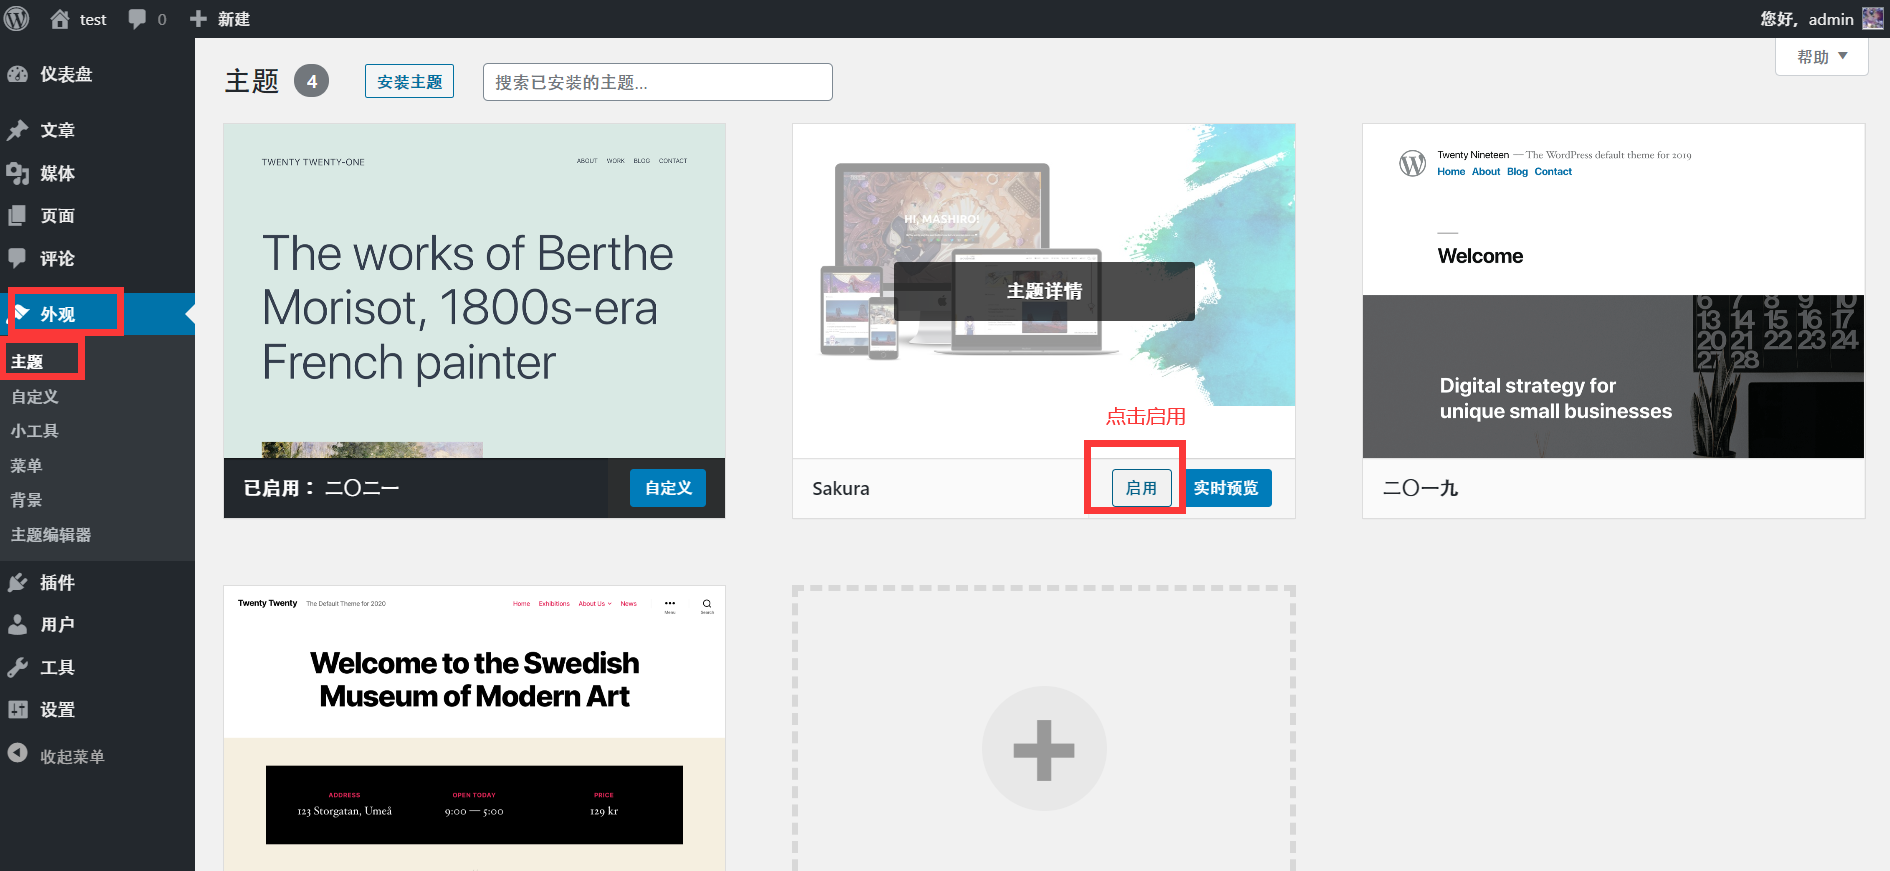 test
0
新建
您好，admin
仪表盘
文章
媒体
页面
评论
外观
主题
自定义
小工具
菜单
背景
主题编辑器
插件
用户
工具
设置
收起菜单
主题 4
安装主题
搜索已安装的主题...
帮助
TWENTY TWENTY-ONE
ABOUT WORK BLOG CONTACT
The works of Berthe
Morisot, 1800s-era
French painter
已启用： 二〇二一
自定义
HI, MASHIRO!
主题详情
点击启用
Sakura
启用
实时预览
Twenty Nineteen — The WordPress default theme for 2019
Home About Blog Contact
Welcome
6 7 8 9 10
13 14 15 16 17
20 21 22 23 24
27 28
Digital strategy for
unique small businesses
二〇一九
Twenty Twenty The Default Theme for 2020
Home Exhibitions About Us News
Menu
Search
Welcome to the Swedish
Museum of Modern Art
ADDRESS
123 Storgatan, Umeå
OPEN TODAY
9:00 — 5:00
PRICE
129 kr